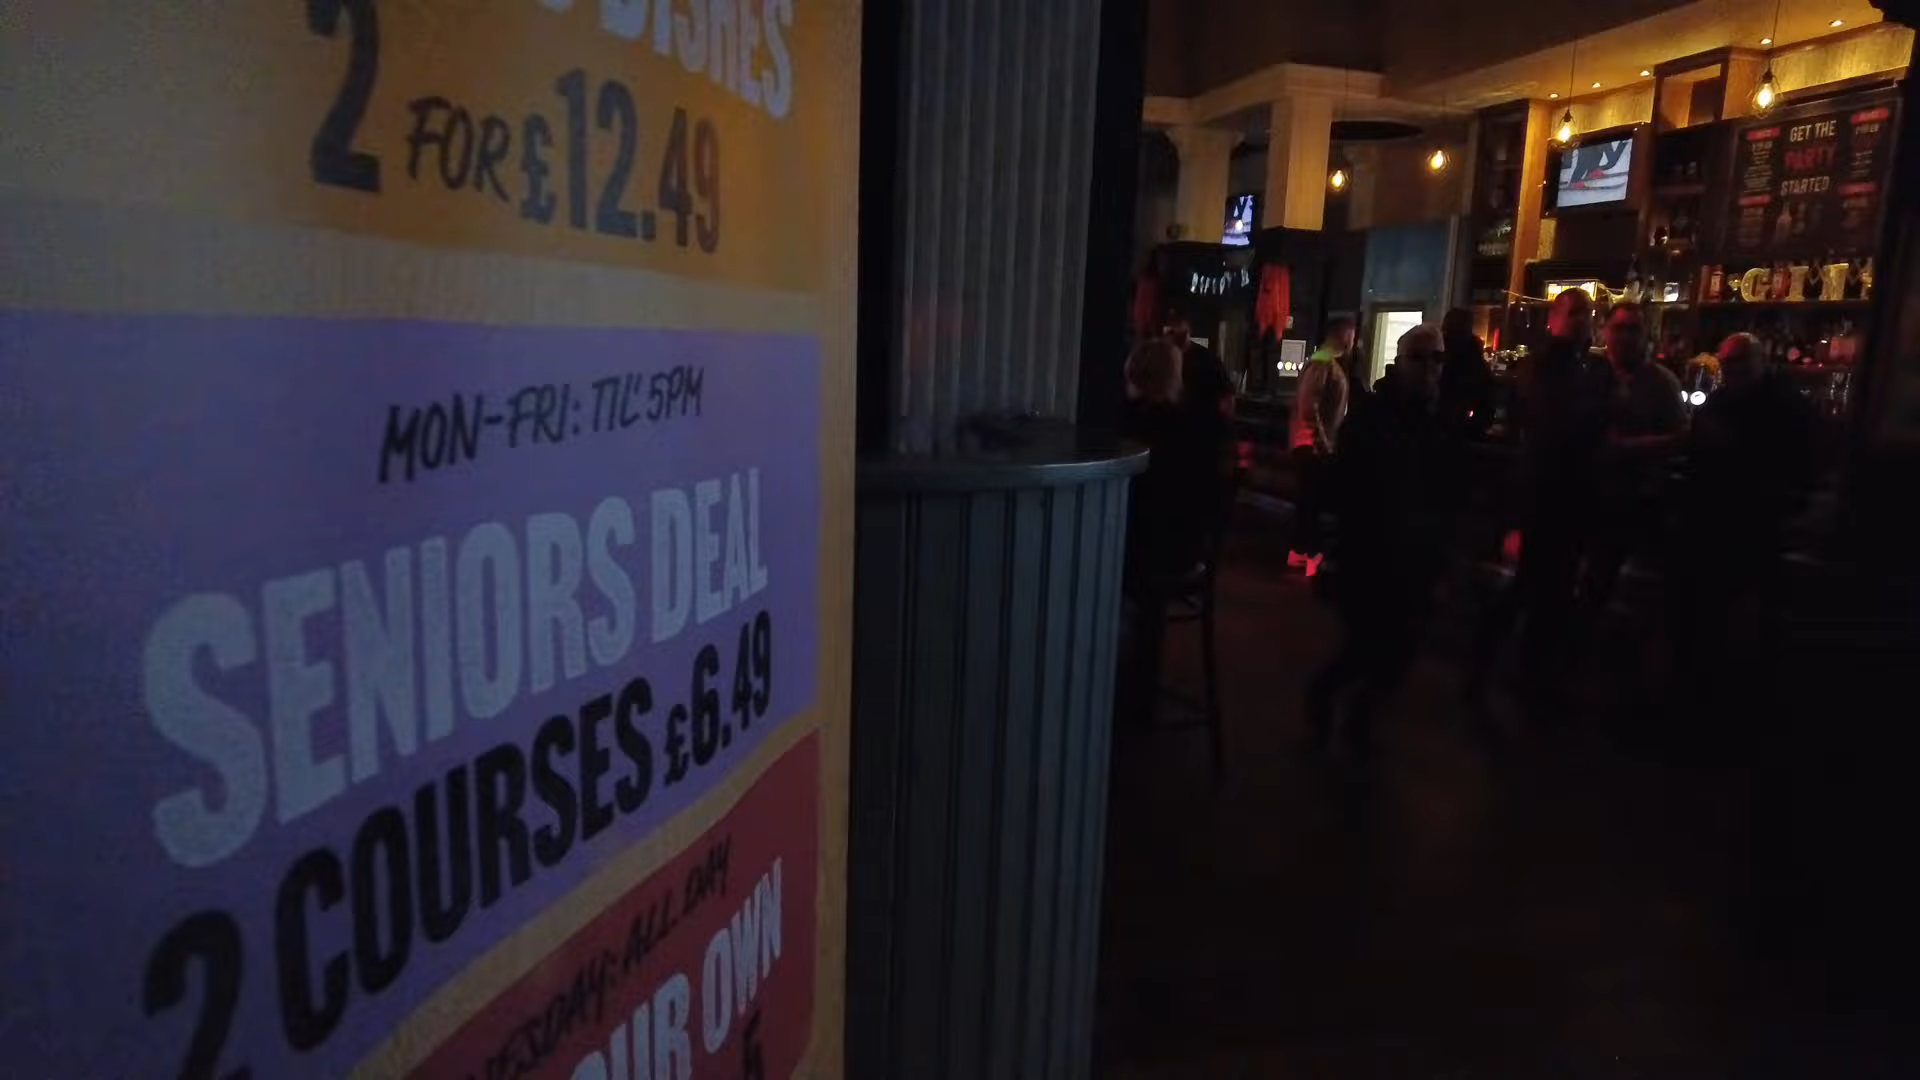 DISHES
2 FOR £12.49
MON-FRI: TIL' 5PM
SENIORS DEAL
2 COURSES £6.49
ALL DAY
OWN
GET THE
PARTY
STARTED